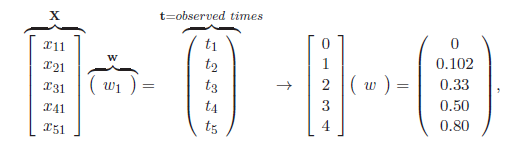 X t=observed times
[ x11 ] w ( t1 ) [ 0 ] ( 0 )
[ x21 ] ( t2 ) [ 1 ] ( 0.102 )
[ x31 ] ( w1 ) = ( t3 ) → [ 2 ] ( w ) = ( 0.33 ) ,
[ x41 ] ( t4 ) [ 3 ] ( 0.50 )
[ x51 ] ( t5 ) [ 4 ] ( 0.80 )